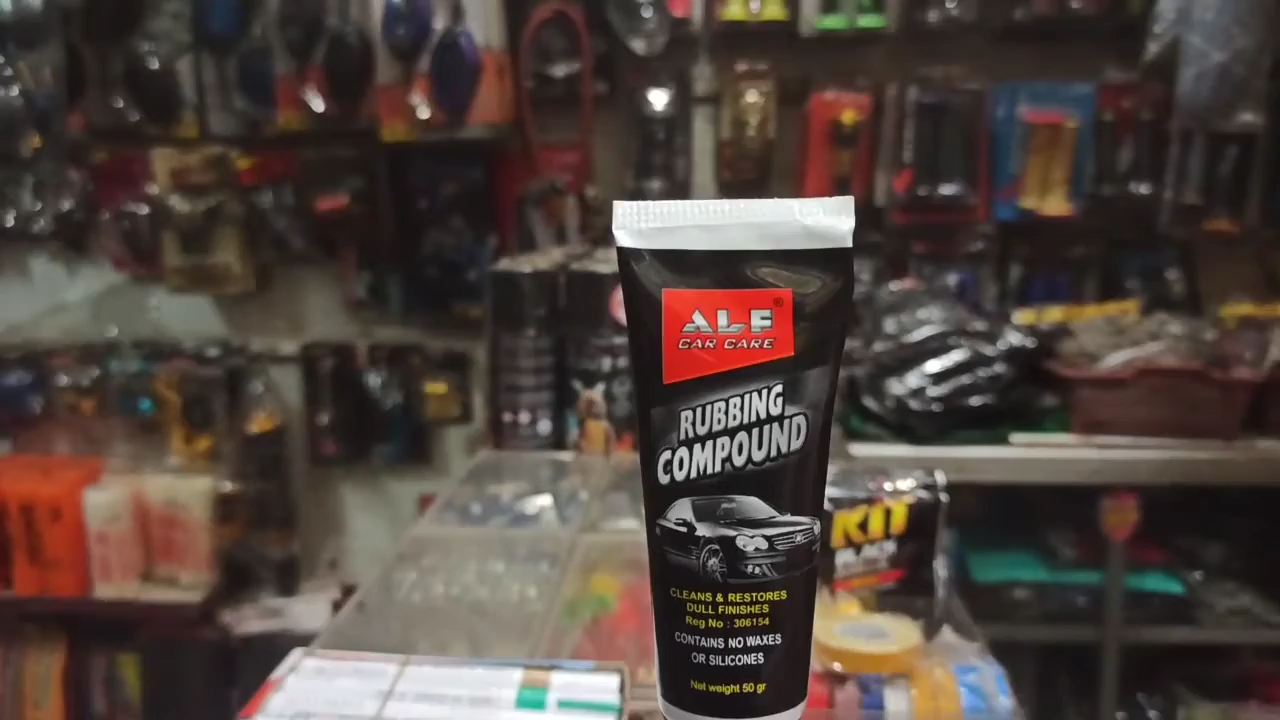 ALF®
CAR CARE
RUBBING
COMPOUND
CLEANS & RESTORES
DULL FINISHES
Reg No : 306154
CONTAINS NO WAXES
OR SILICONES
Net weight 50 gr
KIT
BLACK